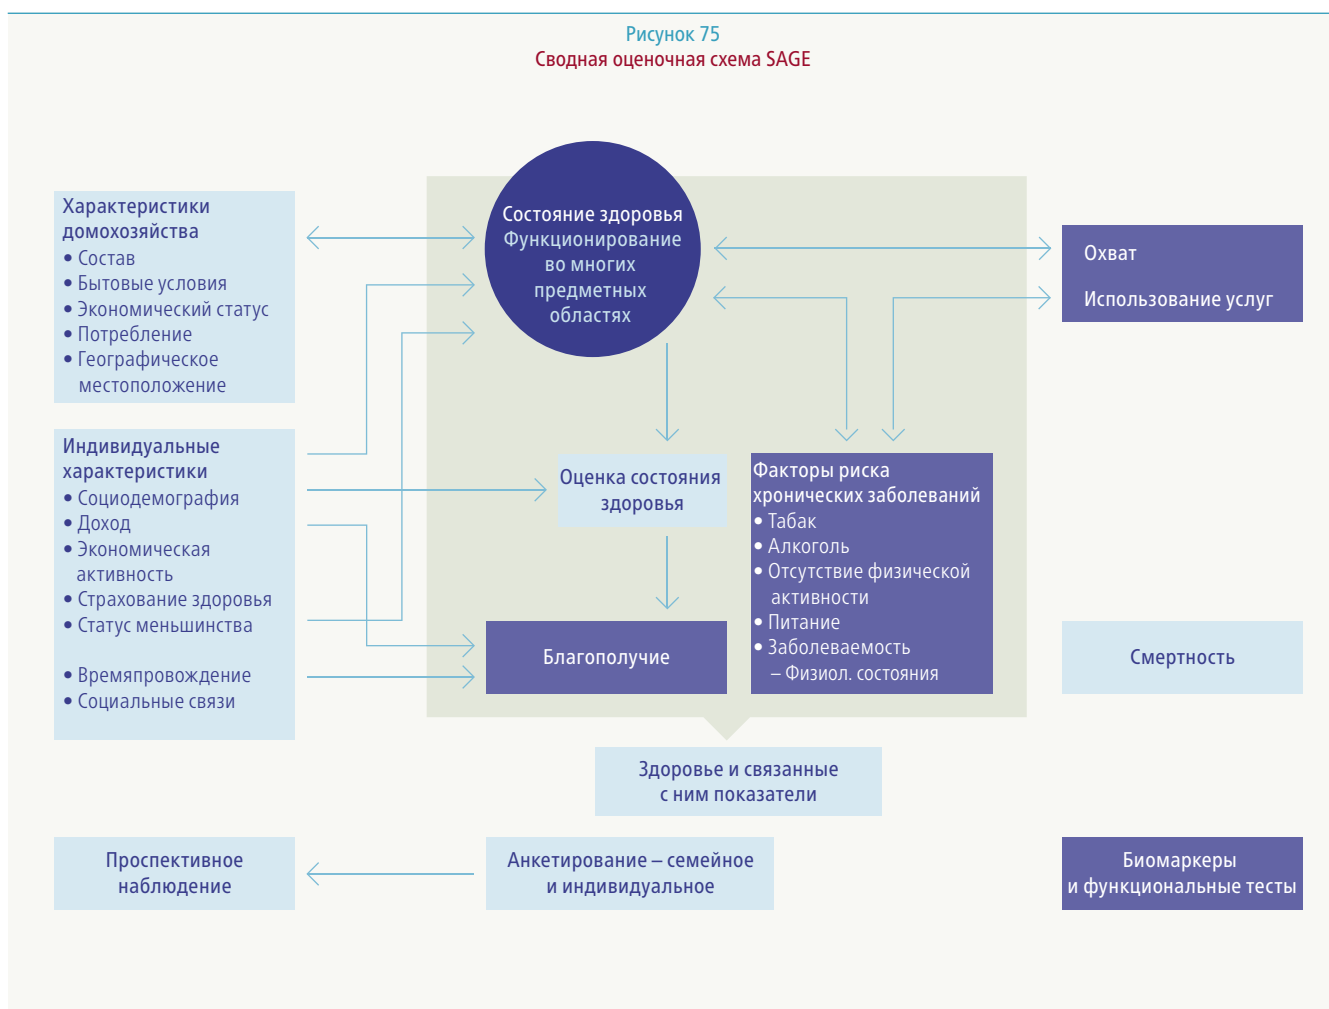 Рисунок 75
Сводная оценочная схема SAGE
Характеристики
домохозяйства
• Состав
• Бытовые условия
• Экономический статус
• Потребление
• Географическое
местоположение
Индивидуальные
характеристики
• Социодемография
• Доход
• Экономическая
активность
• Страхование здоровья
• Статус меньшинства
• Времяпровождение
• Социальные связи
Состояние здоровья
Функционирование
во многих
предметных
областях
Оценка состояния
здоровья
Благополучие
Факторы риска
хронических заболеваний
• Табак
• Алкоголь
• Отсутствие физической
активности
• Питание
• Заболеваемость
– Физиол. состояния
Охват
Использование услуг
Смертность
Здоровье и связанные
с ним показатели
Проспективное
наблюдение
Анкетирование – семейное
и индивидуальное
Биомаркеры
и функциональные тесты